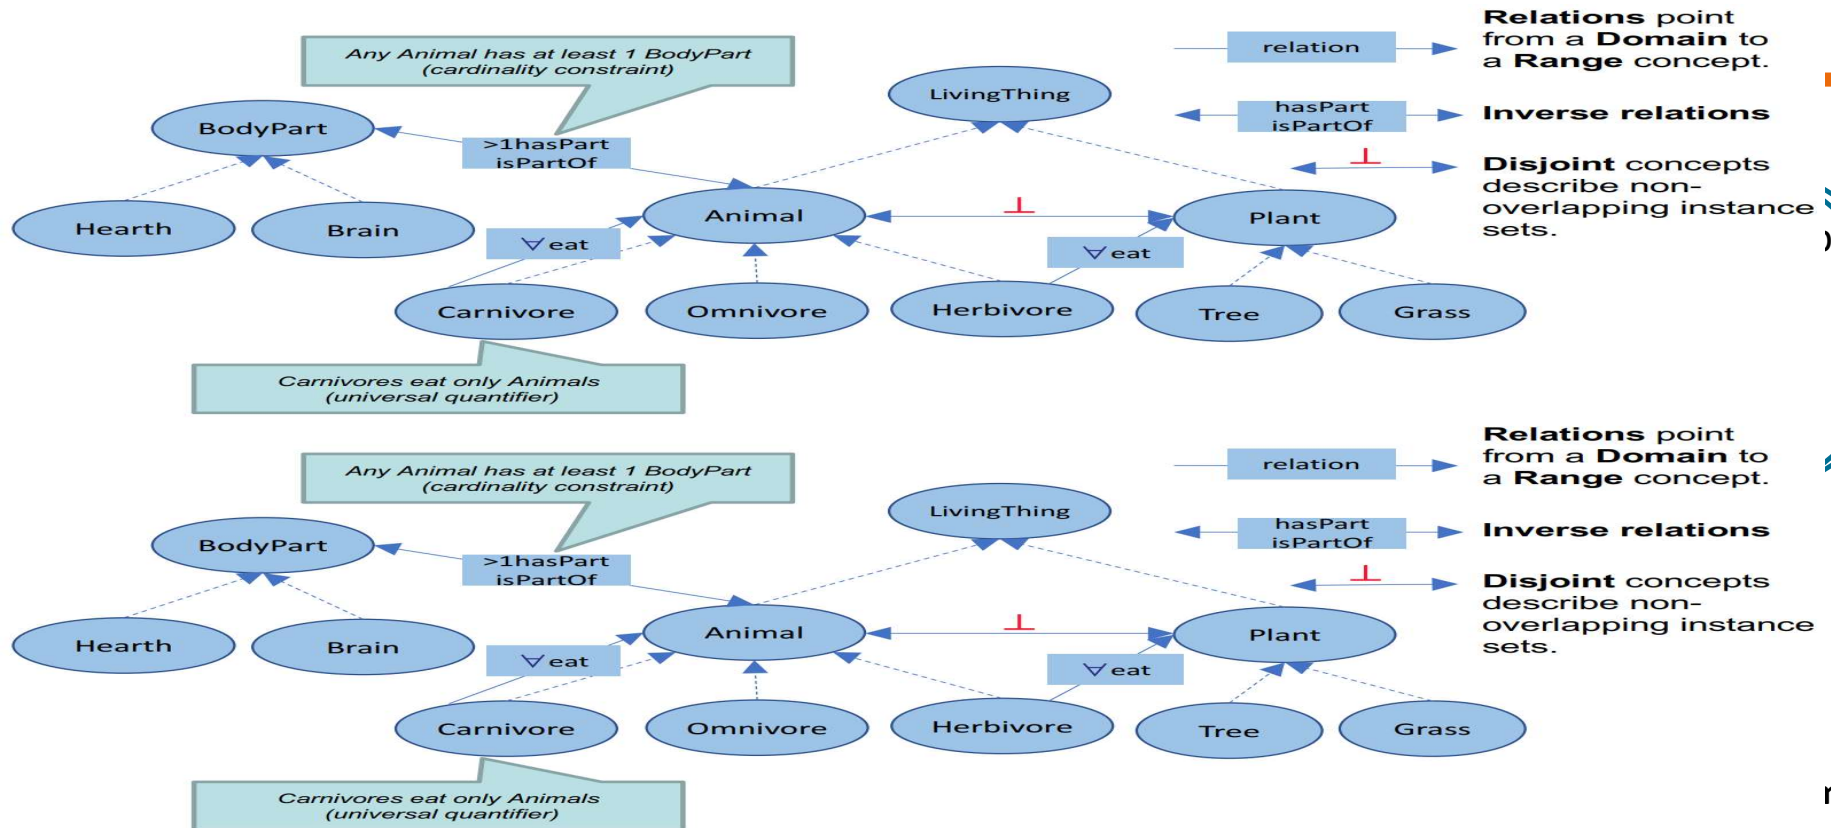 Any Animal has at least 1 BodyPart
(cardinality constraint)
relation
Relations point
from a Domain to
a Range concept.
LivingThing
hasPart
isPartOf
Inverse relations
BodyPart
>1hasPart
isPartOf
⊥
Disjoint concepts
describe non-
overlapping instance
sets.
Hearth
Brain
Animal
⊥
Plant
∀ eat
∀ eat
Carnivore
Omnivore
Herbivore
Tree
Grass
Carnivores eat only Animals
(universal quantifier)
Any Animal has at least 1 BodyPart
(cardinality constraint)
relation
Relations point
from a Domain to
a Range concept.
LivingThing
hasPart
isPartOf
Inverse relations
BodyPart
>1hasPart
isPartOf
⊥
Disjoint concepts
describe non-
overlapping instance
sets.
Hearth
Brain
Animal
⊥
Plant
∀ eat
∀ eat
Carnivore
Omnivore
Herbivore
Tree
Grass
Carnivores eat only Animals
(universal quantifier)